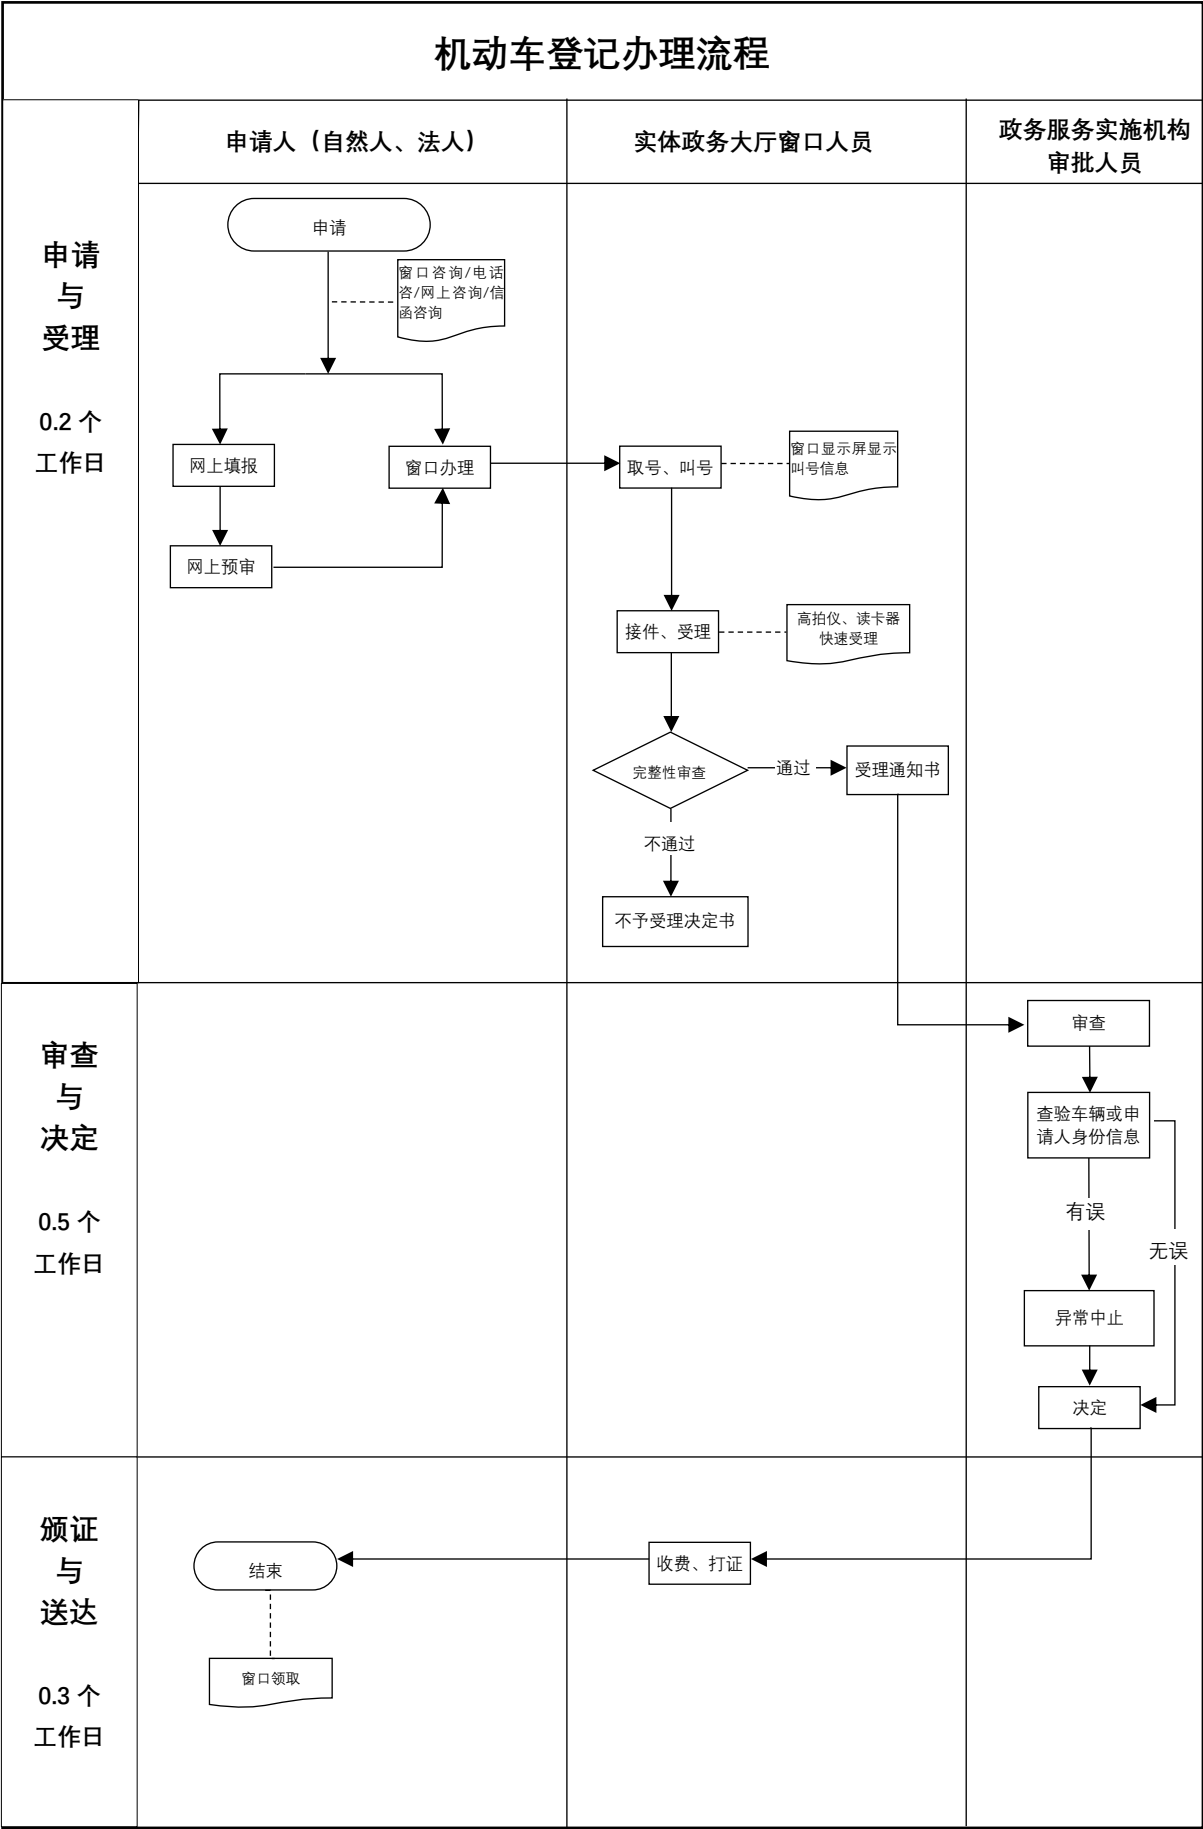 机动车登记办理流程
申请人（自然人、法人）
实体政务大厅窗口人员
政务服务实施机构
审批人员
申请
与
受理
0.2 个
工作日
申请
窗口咨询/电话
咨/网上咨询/信
函咨询
网上填报
窗口办理
取号、叫号
窗口显示屏显示
叫号信息
网上预审
接件、受理
高拍仪、读卡器
快速受理
完整性审查
通过
受理通知书
不通过
不予受理决定书
审查
与
决定
0.5 个
工作日
审查
查验车辆或申
请人身份信息
有误
无误
异常中止
决定
颁证
与
送达
0.3 个
工作日
结束
收费、打证
窗口领取